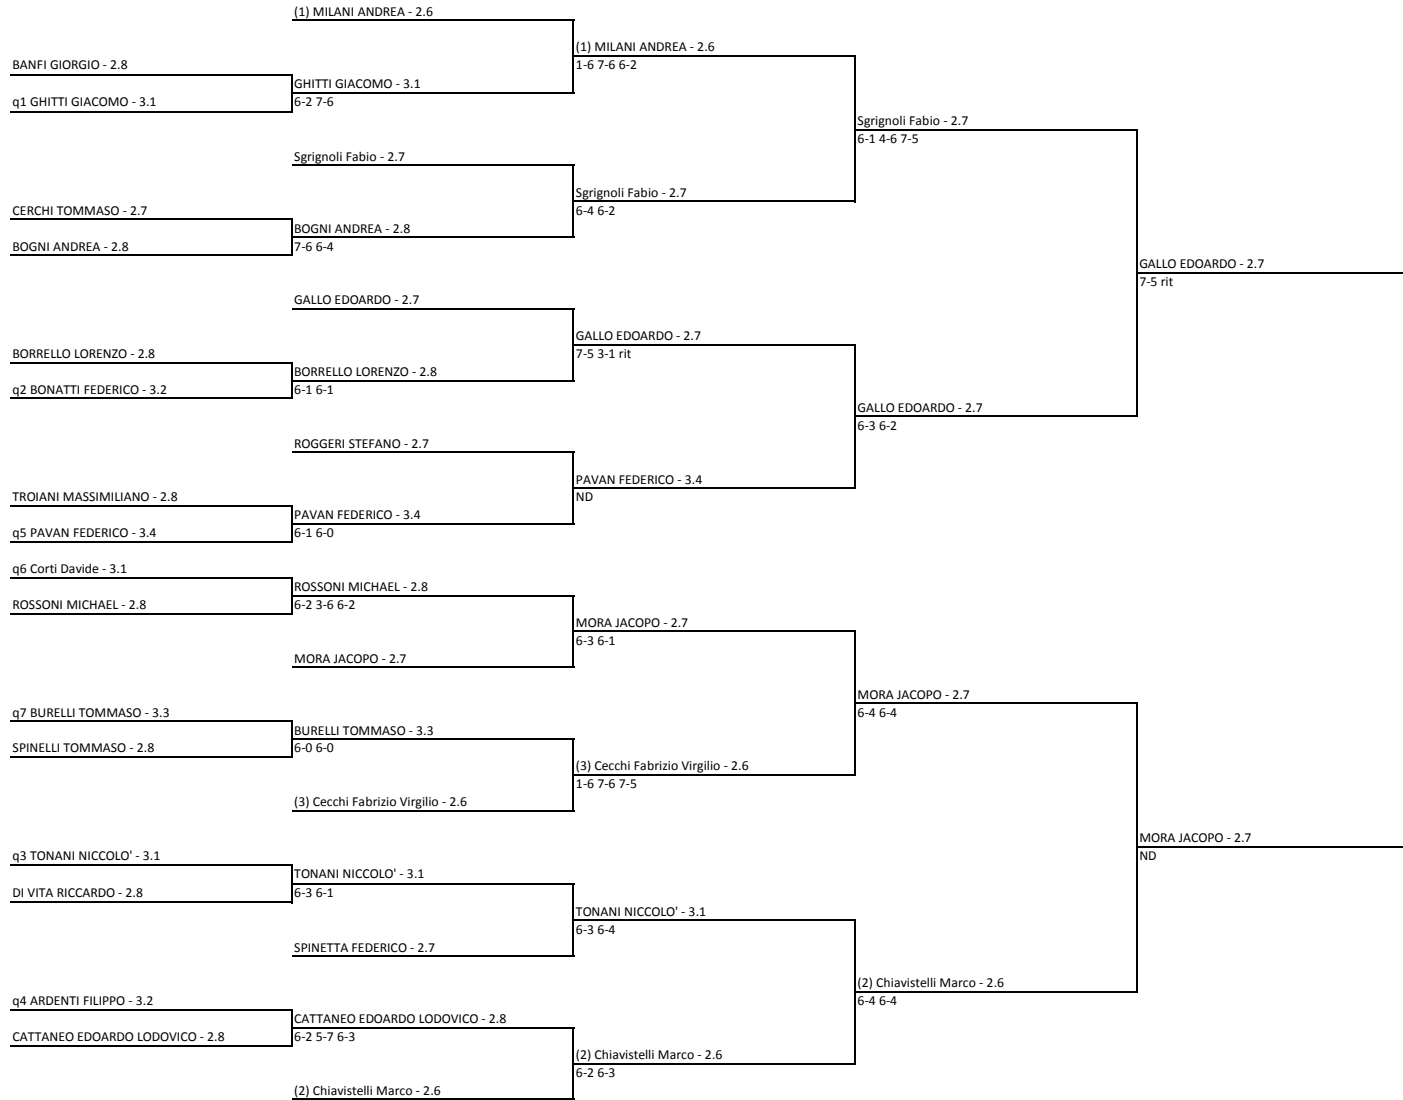 (1) MILANI ANDREA - 2.6
(1) MILANI ANDREA - 2.6
BANFI GIORGIO - 2.8
1-6 7-6 6-2
GHITTI GIACOMO - 3.1
q1 GHITTI GIACOMO - 3.1
6-2 7-6
Sgrignoli Fabio - 2.7
6-1 4-6 7-5
Sgrignoli Fabio - 2.7
Sgrignoli Fabio - 2.7
CERCHI TOMMASO - 2.7
6-4 6-2
BOGNI ANDREA - 2.8
BOGNI ANDREA - 2.8
7-6 6-4
GALLO EDOARDO - 2.7
7-5 rit
GALLO EDOARDO - 2.7
GALLO EDOARDO - 2.7
BORRELLO LORENZO - 2.8
7-5 3-1 rit
BORRELLO LORENZO - 2.8
q2 BONATTI FEDERICO - 3.2
6-1 6-1
GALLO EDOARDO - 2.7
6-3 6-2
ROGGERI STEFANO - 2.7
PAVAN FEDERICO - 3.4
TROIANI MASSIMILIANO - 2.8
ND
PAVAN FEDERICO - 3.4
q5 PAVAN FEDERICO - 3.4
6-1 6-0
q6 Corti Davide - 3.1
ROSSONI MICHAEL - 2.8
ROSSONI MICHAEL - 2.8
6-2 3-6 6-2
MORA JACOPO - 2.7
6-3 6-1
MORA JACOPO - 2.7
MORA JACOPO - 2.7
q7 BURELLI TOMMASO - 3.3
6-4 6-4
BURELLI TOMMASO - 3.3
SPINELLI TOMMASO - 2.8
6-0 6-0
(3) Cecchi Fabrizio Virgilio - 2.6
1-6 7-6 7-5
(3) Cecchi Fabrizio Virgilio - 2.6
MORA JACOPO - 2.7
ND
q3 TONANI NICCOLO' - 3.1
TONANI NICCOLO' - 3.1
DI VITA RICCARDO - 2.8
6-3 6-1
TONANI NICCOLO' - 3.1
6-3 6-4
SPINETTA FEDERICO - 2.7
(2) Chiavistelli Marco - 2.6
q4 ARDENTI FILIPPO - 3.2
6-4 6-4
CATTANEO EDOARDO LODOVICO - 2.8
CATTANEO EDOARDO LODOVICO - 2.8
6-2 5-7 6-3
(2) Chiavistelli Marco - 2.6
6-2 6-3
(2) Chiavistelli Marco - 2.6